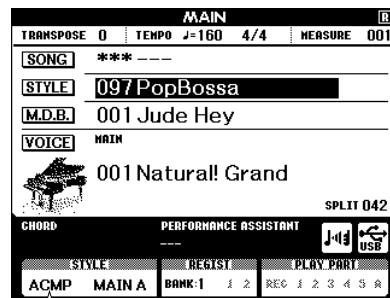 MAIN R
TRANSPOSE 0 TEMPO ♩=160 4/4 MEASURE 001
SONG *** ---
STYLE 097 PopBossa
M.D.B. 001 Jude Hey
VOICE MAIN
001 Natural! Grand
SPLIT 042
CHORD PERFORMANCE ASSISTANT
---
USB
STYLE REGIST PLAY PART
ACMP MAIN A BANK:1 1 2 REC 1 2 3 4 5 A